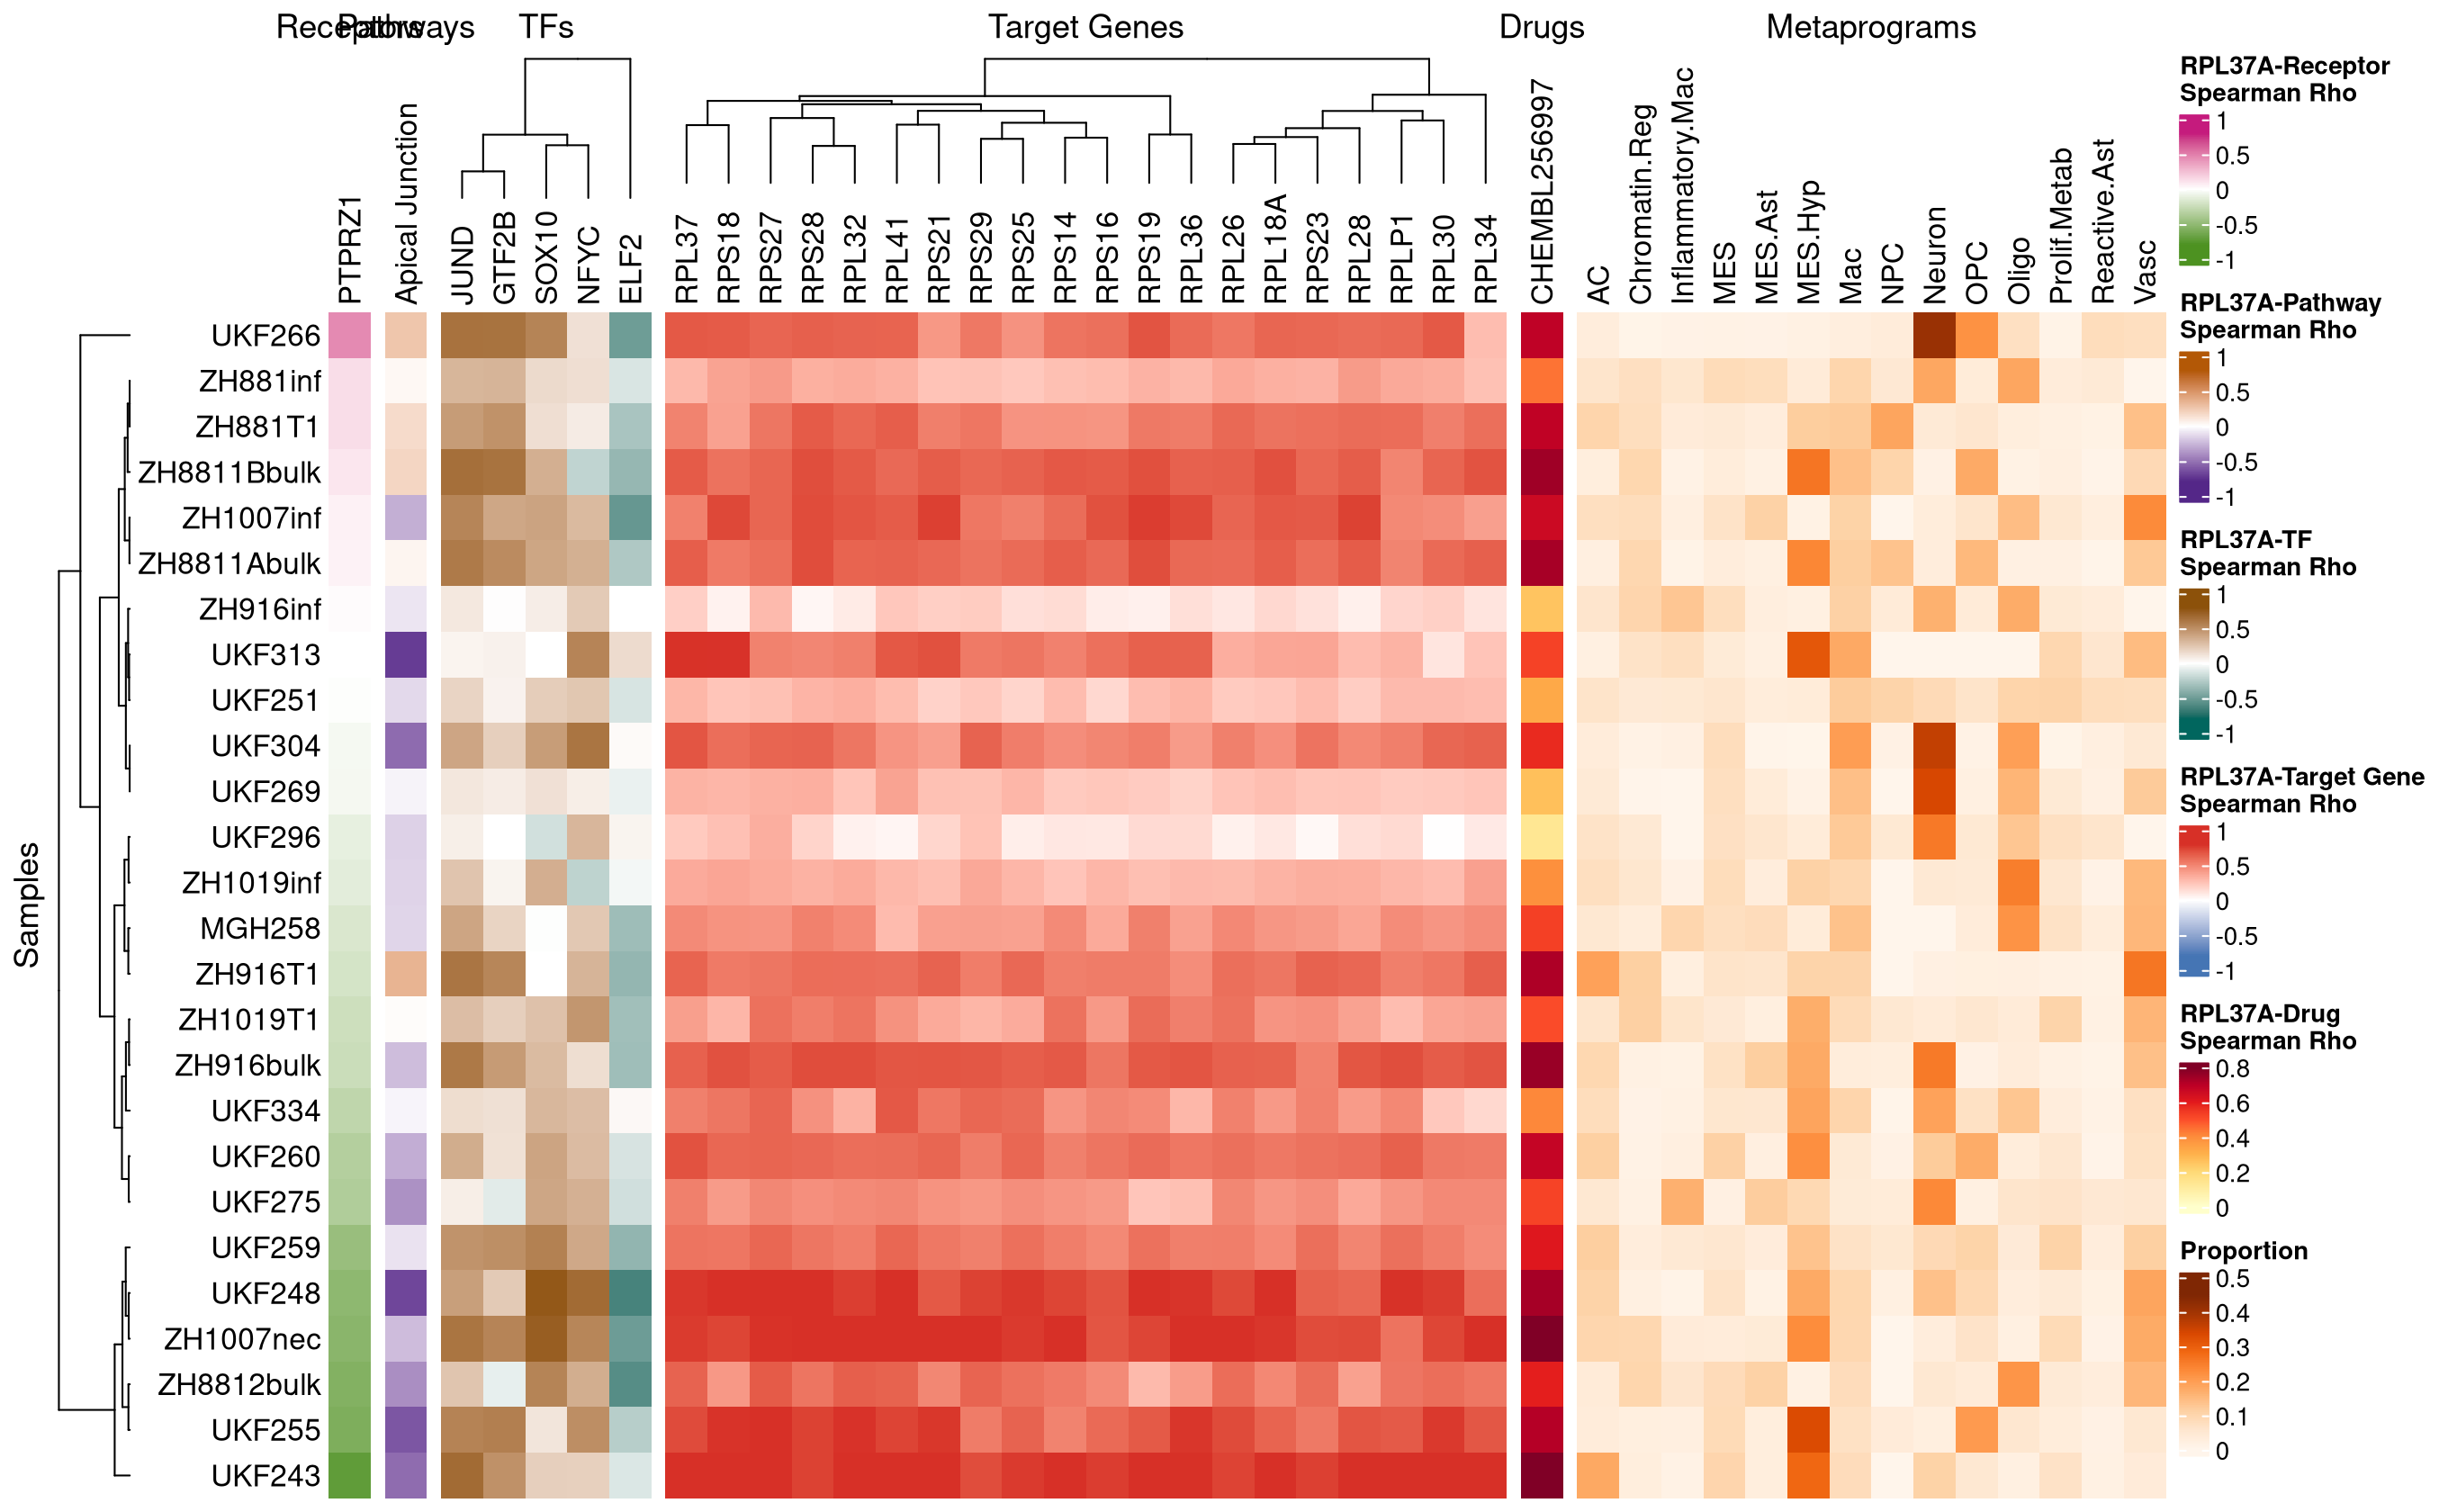 Receptors
Pathways
TFs
Target Genes
Drugs
Metaprograms
PTPRZ1
Apical Junction
JUND
GTF2B
SOX10
NFYC
ELF2
RPL37
RPS18
RPS27
RPS28
RPL32
RPL41
RPS21
RPS29
RPS25
RPS14
RPS16
RPS19
RPL36
RPL26
RPL18A
RPS23
RPL28
RPLP1
RPL30
RPL34
CHEMBL256997
AC
Chromatin.Reg
Inflammatory.Mac
MES
MES.Ast
MES.Hyp
Mac
NPC
Neuron
OPC
Oligo
Prolif.Metab
Reactive.Ast
Vasc
Samples
UKF266
ZH881inf
ZH881T1
ZH8811Bbulk
ZH1007inf
ZH8811Abulk
ZH916inf
UKF313
UKF251
UKF304
UKF269
UKF296
ZH1019inf
MGH258
ZH916T1
ZH1019T1
ZH916bulk
UKF334
UKF260
UKF275
UKF259
UKF248
ZH1007nec
ZH8812bulk
UKF255
UKF243
RPL37A-Receptor
Spearman Rho
1
0.5
0
-0.5
-1
RPL37A-Pathway
Spearman Rho
1
0.5
0
-0.5
-1
RPL37A-TF
Spearman Rho
1
0.5
0
-0.5
-1
RPL37A-Target Gene
Spearman Rho
1
0.5
0
-0.5
-1
RPL37A-Drug
Spearman Rho
0.8
0.6
0.4
0.2
0
Proportion
0.5
0.4
0.3
0.2
0.1
0